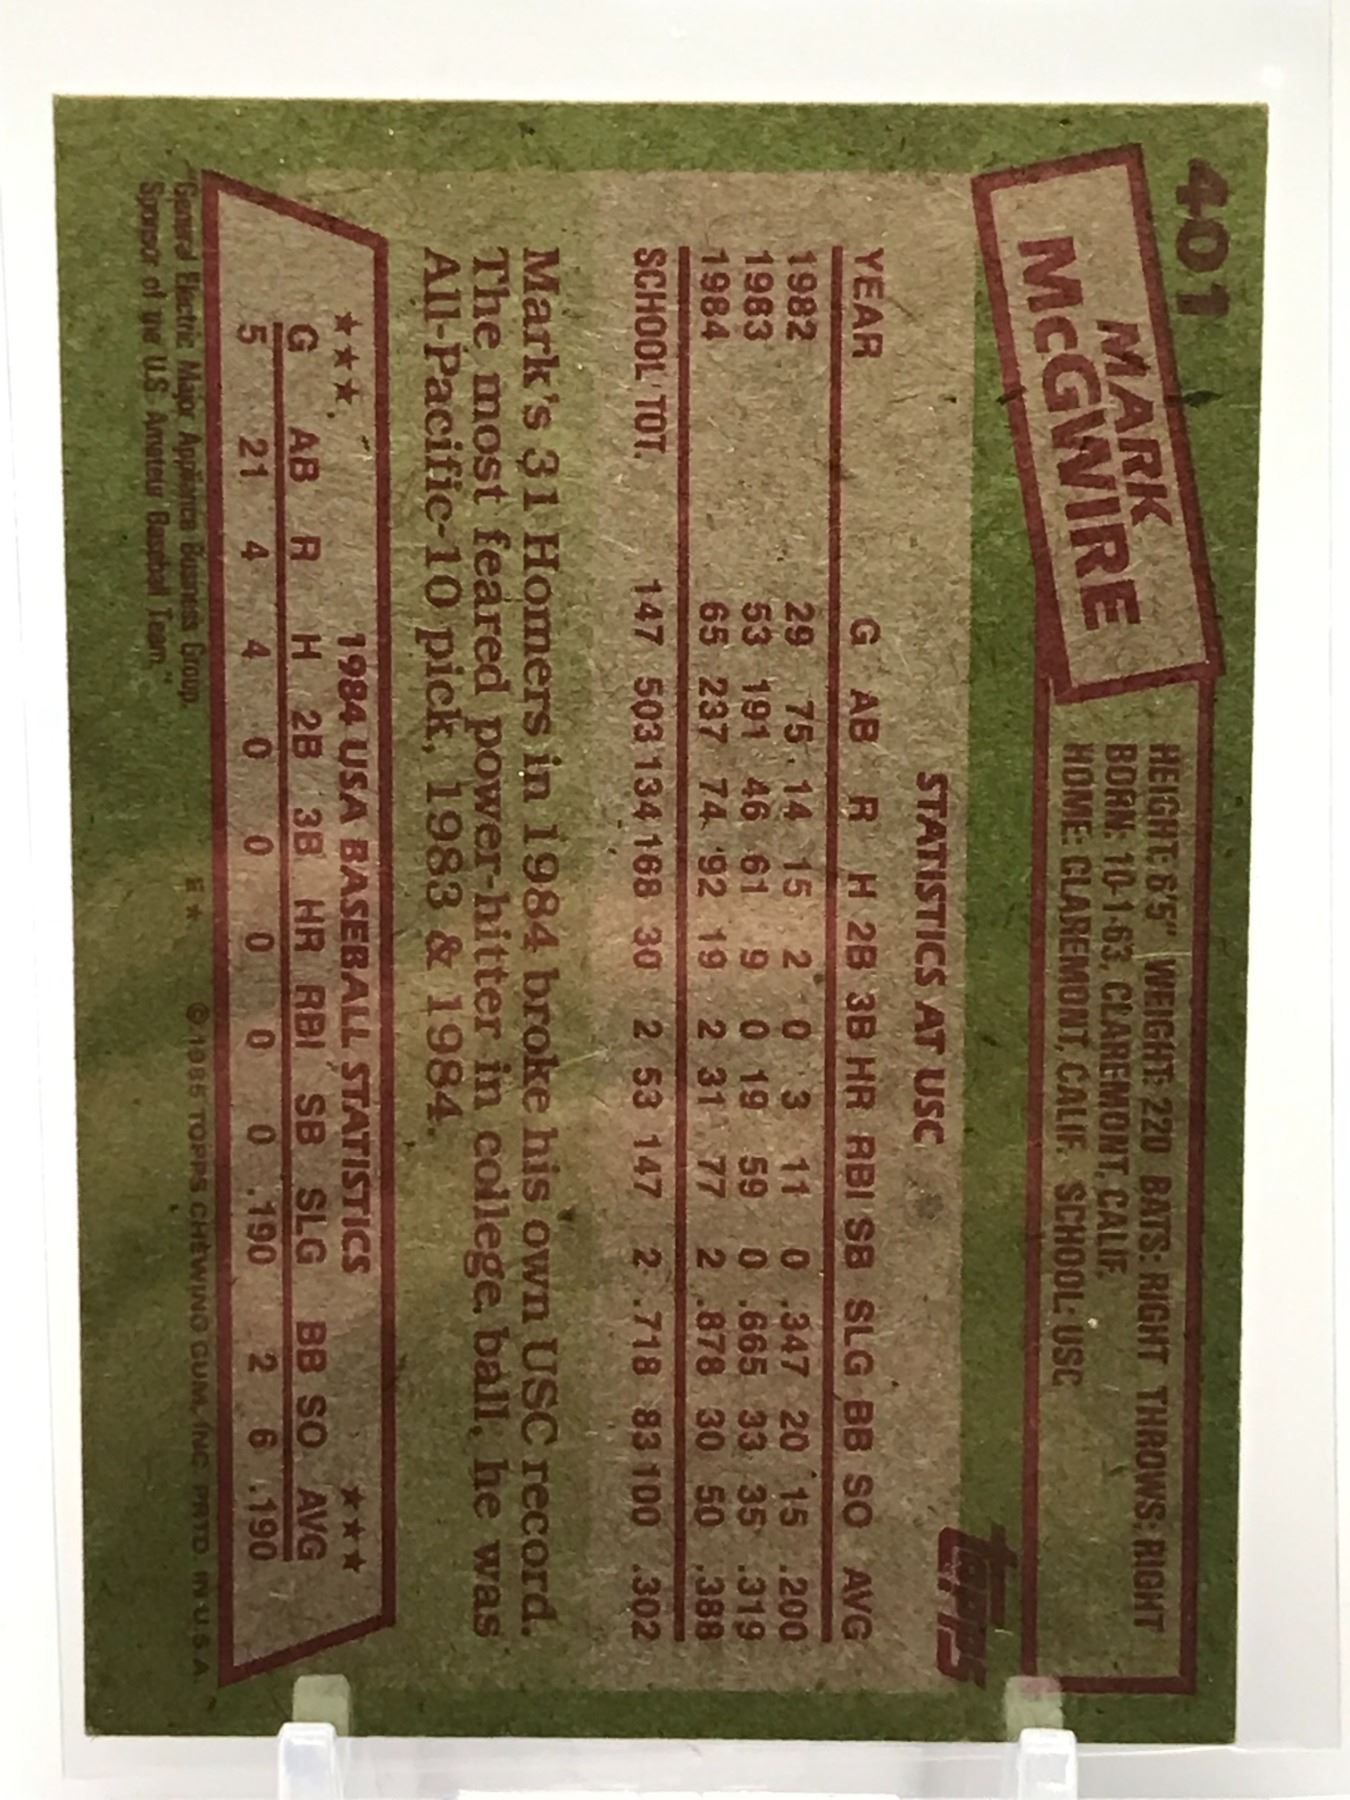 401
MARK
McGWIRE
HEIGHT: 6'5" WEIGHT: 220 BATS: RIGHT THROWS: RIGHT
BORN: 10-1-63, CLAREMONT, CALIF.
HOME: CLAREMONT, CALIF. SCHOOL: USC
TOPPS
STATISTICS AT USC
YEAR G AB R H 2B 3B HR RBI SB SLG BB SO AVG
1982 29 75 14 15 2 0 3 11 0 .347 20 15 .200
1983 53 191 46 61 9 0 19 59 0 .665 33 35 .319
1984 65 237 74 92 19 2 31 77 2 .878 30 50 .388
SCHOOL TOT. 147 503 134 168 30 2 53 147 2 .718 83 100 .302
Mark's 31 Homers in 1984 broke his own USC record.
The most feared power-hitter in college ball, he was
All-Pacific-10 pick, 1983 & 1984.
★★★ 1984 USA BASEBALL STATISTICS ★★★
G AB R H 2B 3B HR RBI SB SLG BB SO AVG
5 21 4 4 0 0 0 0 0 .190 2 6 .190
"General Electric Major Appliance Business Group,
Sponsor of the U.S. Amateur Baseball Team."
E★ © 1985 TOPPS CHEWING GUM, INC. PRTD. IN U.S.A.